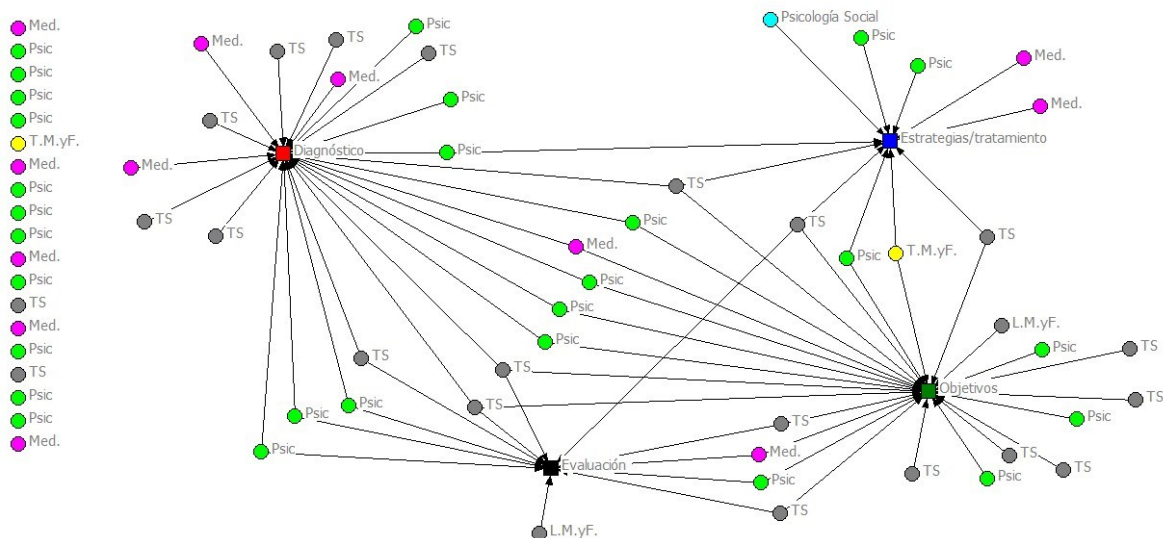 Med.
Psic
Psic
Psic
Psic
T.M.yF.
Med.
Psic
Psic
Psic
Med.
Psic
TS
Med.
Psic
TS
Psic
Psic
Med.
Psic
Med.
TS
TS
TS
Med.
Psic
TS
Diagnóstico
Psic
Med.
TS
TS
Psicología Social
Psic
Psic
Med.
Med.
Estrategias/tratamiento
TS
Psic
TS
TS
Med.
Psic
T.M.yF.
Psic
Psic
Psic
L.M.yF.
Psic
TS
TS
TS
TS
Objetivos
TS
Psic
Psic
TS
Psic
TS
Psic
Med.
TS
TS
Evaluación
Psic
TS
Psic
TS
L.M.yF.